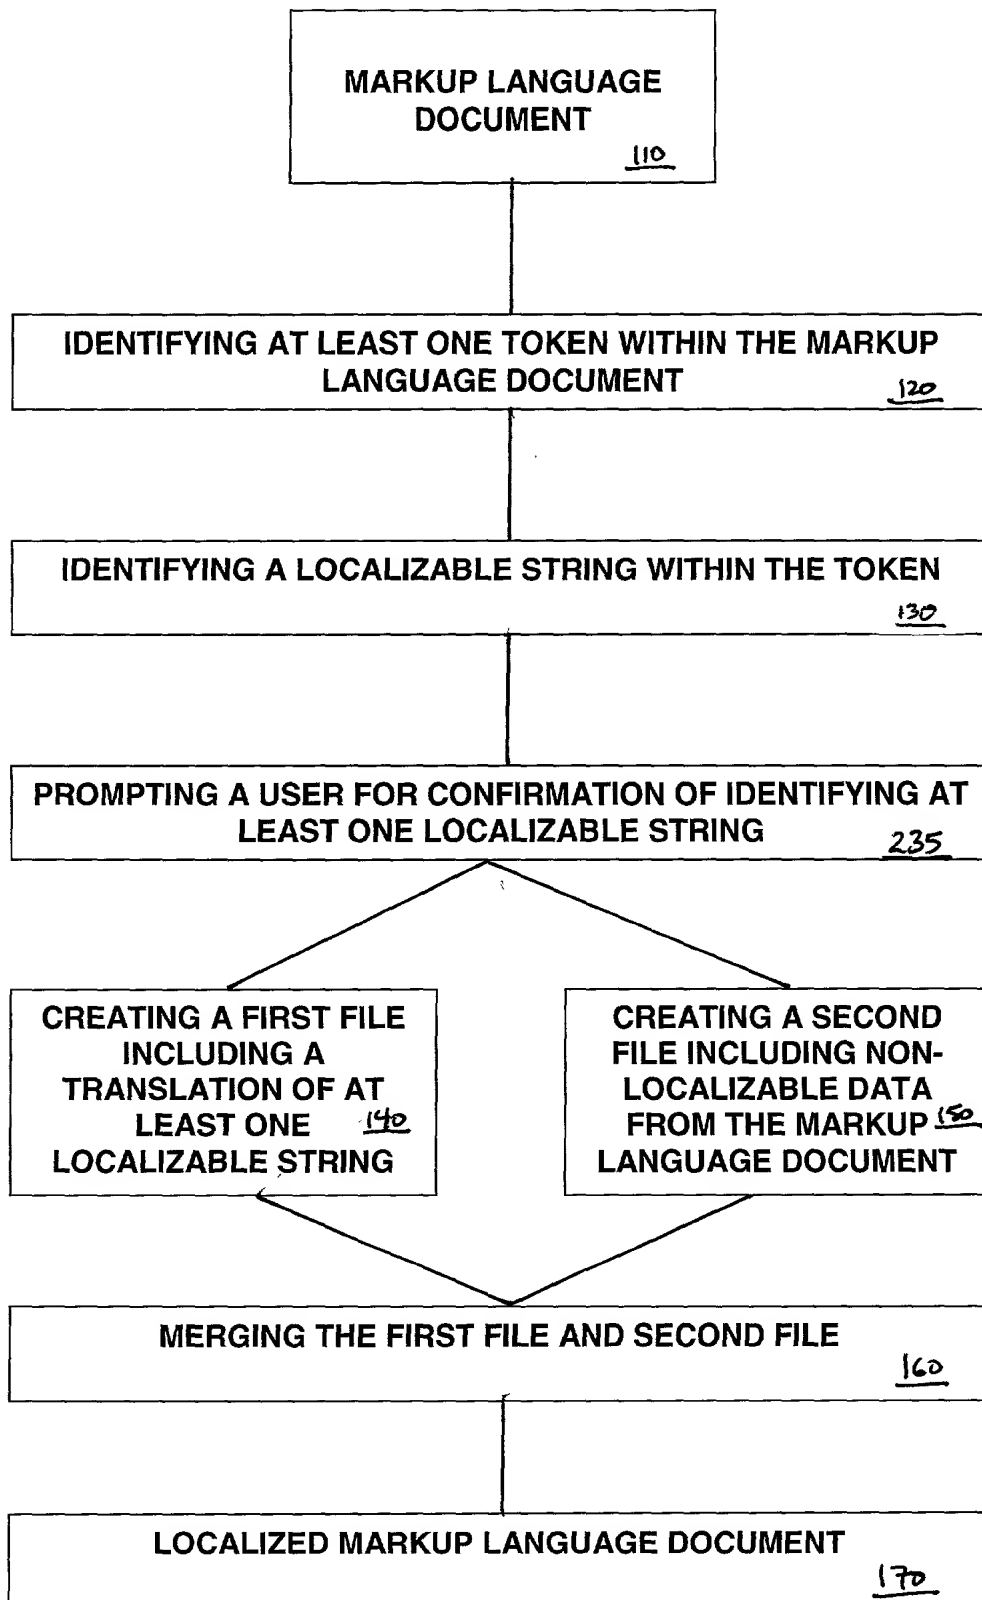 MARKUP LANGUAGE
DOCUMENT
110
IDENTIFYING AT LEAST ONE TOKEN WITHIN THE MARKUP
LANGUAGE DOCUMENT
120
IDENTIFYING A LOCALIZABLE STRING WITHIN THE TOKEN
130
PROMPTING A USER FOR CONFIRMATION OF IDENTIFYING AT
LEAST ONE LOCALIZABLE STRING
235
CREATING A FIRST FILE
INCLUDING A
TRANSLATION OF AT
LEAST ONE 140
LOCALIZABLE STRING
CREATING A SECOND
FILE INCLUDING NON-
LOCALIZABLE DATA
FROM THE MARKUP 150
LANGUAGE DOCUMENT
MERGING THE FIRST FILE AND SECOND FILE
160
LOCALIZED MARKUP LANGUAGE DOCUMENT
170